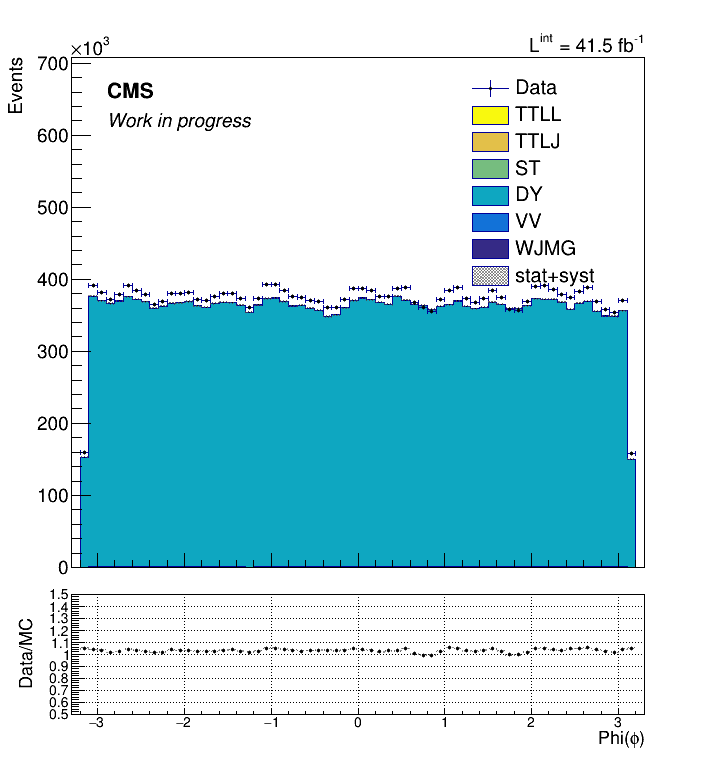 ×10³
L^int = 41.5 fb⁻¹
Events
700
600
500
400
300
200
100
0
CMS
Work in progress
Data
TTLL
TTLJ
ST
DY
VV
WJMG
stat+syst
Data/MC
1.5
1.4
1.3
1.2
1.1
1
0.9
0.8
0.7
0.6
0.5
−3 −2 −1 0 1 2 3
Phi(ϕ)